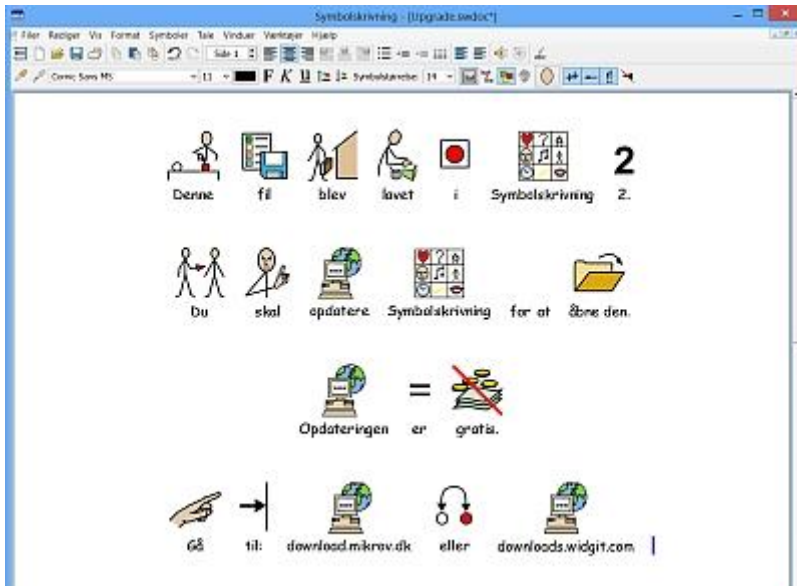 Symbolskrivning - [Upgrade.swdoc*]
Filer Rediger Vis Format Symboler Tale Vinduer Værktøjer Hjælp
Side 1
Comic Sans MS 11 F K U Symbolstørrelse 14
2
Denne fil blev lavet i Symbolskrivning 2.
Du skal opdatere Symbolskrivning for at åbne den.
=
Opdateringen er gratis.
Gå til: download.mikrov.dk eller downloads.widgit.com